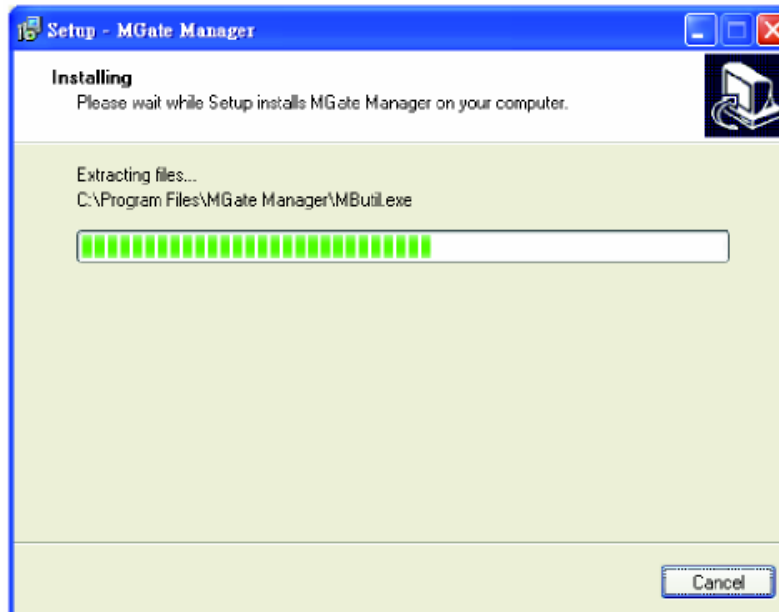 Setup - MGate Manager
Installing
Please wait while Setup installs MGate Manager on your computer.
Extracting files...
C:\Program Files\MGate Manager\MButil.exe
Cancel